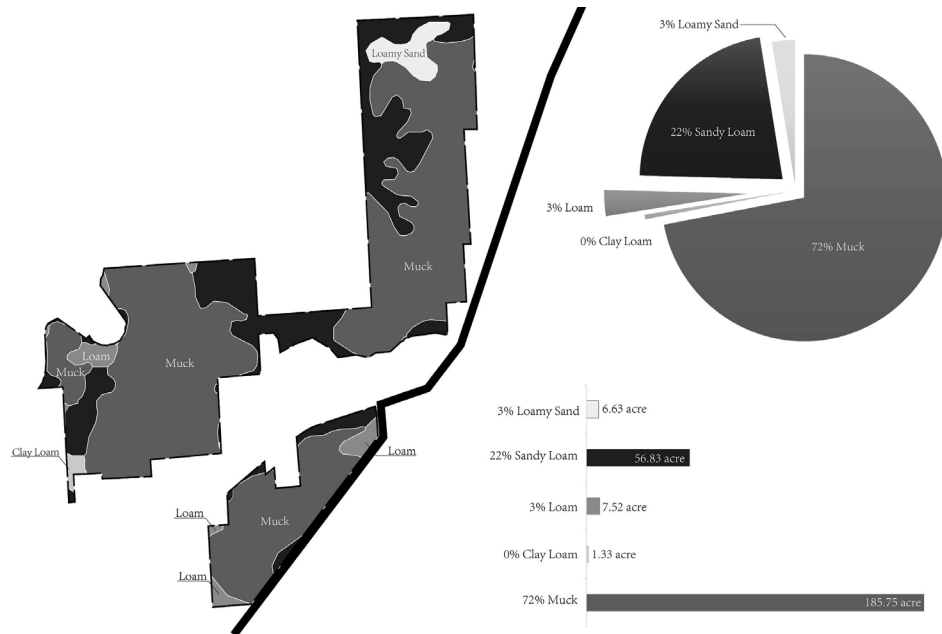 Loamy Sand
Muck
Loam
Muck
Muck
Clay Loam
Loam
Loam
Muck
Loam
3% Loamy Sand
22% Sandy Loam
3% Loam
0% Clay Loam
72% Muck
3% Loamy Sand 6.63 acre
22% Sandy Loam 56.83 acre
3% Loam 7.52 acre
0% Clay Loam 1.33 acre
72% Muck 185.75 acre